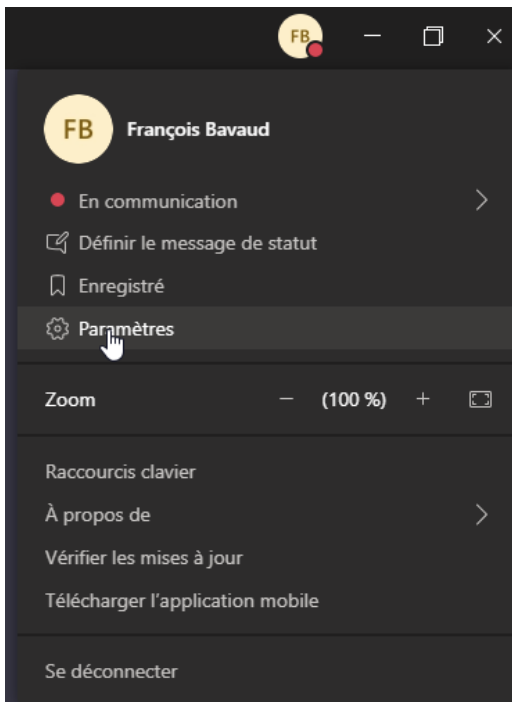 FB
FB
François Bavaud
En communication
Définir le message de statut
Enregistré
Paramètres
Zoom − (100 %) +
Raccourcis clavier
À propos de
Vérifier les mises à jour
Télécharger l'application mobile
Se déconnecter